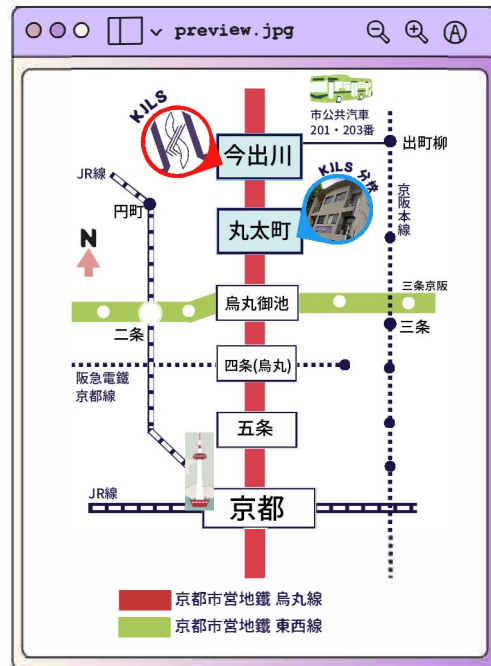 preview.jpg
KJLS
市公共汽車
201・203番
今出川
出町柳
JR線
KJLS 分校
円町
丸太町
京阪本線
N
烏丸御池
三条京阪
二条
三条
四条(烏丸)
阪急電鐵
京都線
五条
JR線
京都
京都市営地鐵 烏丸線
京都市営地鐵 東西線